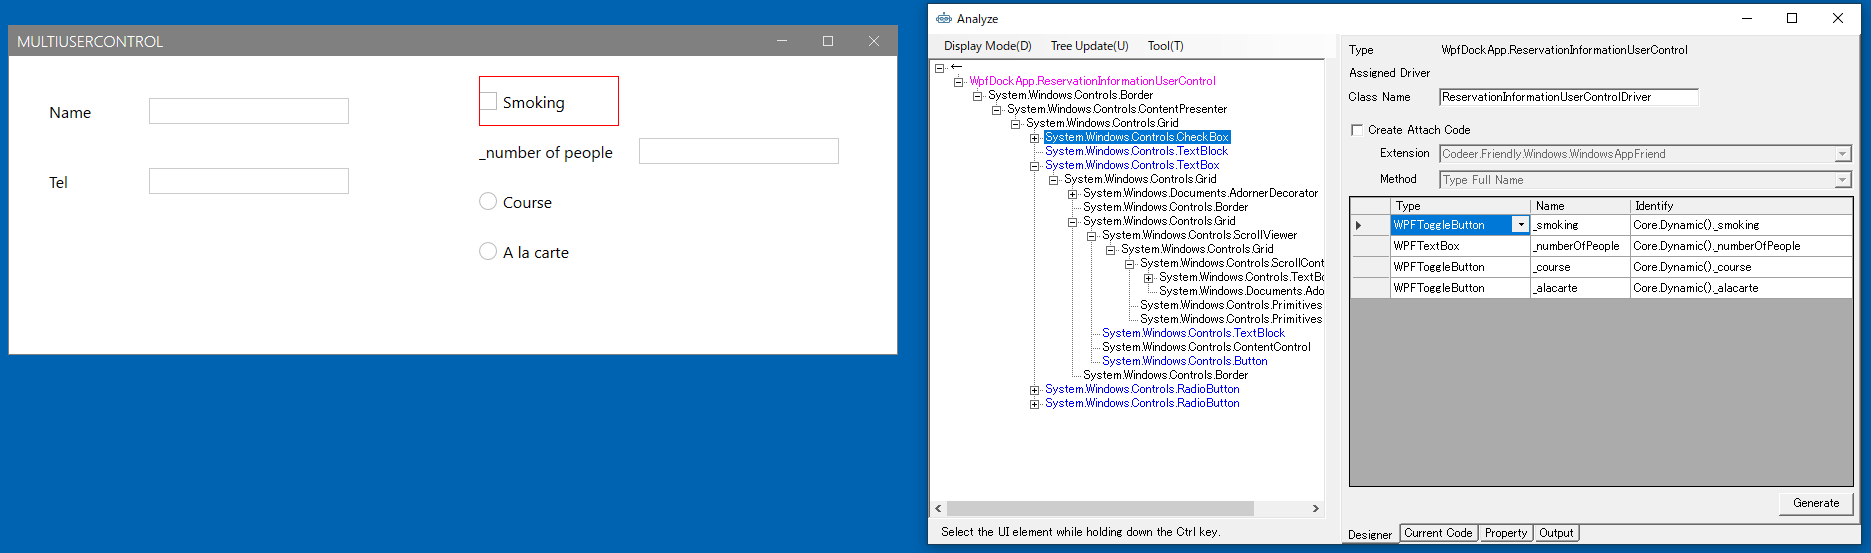 MULTIUSERCONTROL
Name
Tel
Smoking
_number of people
Course
A la carte
Analyze
Display Mode(D) Tree Update(U) Tool(T)
←
WpfDockApp.ReservationInformationUserControl
System.Windows.Controls.Border
System.Windows.Controls.ContentPresenter
System.Windows.Controls.Grid
System.Windows.Controls.CheckBox
System.Windows.Controls.TextBlock
System.Windows.Controls.TextBox
System.Windows.Controls.Grid
System.Windows.Documents.AdornerDecorator
System.Windows.Controls.Border
System.Windows.Controls.Grid
System.Windows.Controls.ScrollViewer
System.Windows.Controls.Grid
System.Windows.Controls.ScrollCont
System.Windows.Controls.TextBo
System.Windows.Documents.Ado
System.Windows.Controls.Primitives
System.Windows.Controls.Primitives
System.Windows.Controls.TextBlock
System.Windows.Controls.ContentControl
System.Windows.Controls.Button
System.Windows.Controls.Border
System.Windows.Controls.RadioButton
System.Windows.Controls.RadioButton
Select the UI element while holding down the Ctrl key.
Type WpfDockApp.ReservationInformationUserControl
Assigned Driver
Class Name ReservationInformationUserControlDriver
Create Attach Code
Extension Codeer.Friendly.Windows.WindowsAppFriend
Method Type Full Name
Type Name Identify
WPFToggleButton _smoking Core.Dynamic()._smoking
WPFTextBox _numberOfPeople Core.Dynamic()._numberOfPeople
WPFToggleButton _course Core.Dynamic()._course
WPFToggleButton _alacarte Core.Dynamic()._alacarte
Generate
Designer Current Code Property Output